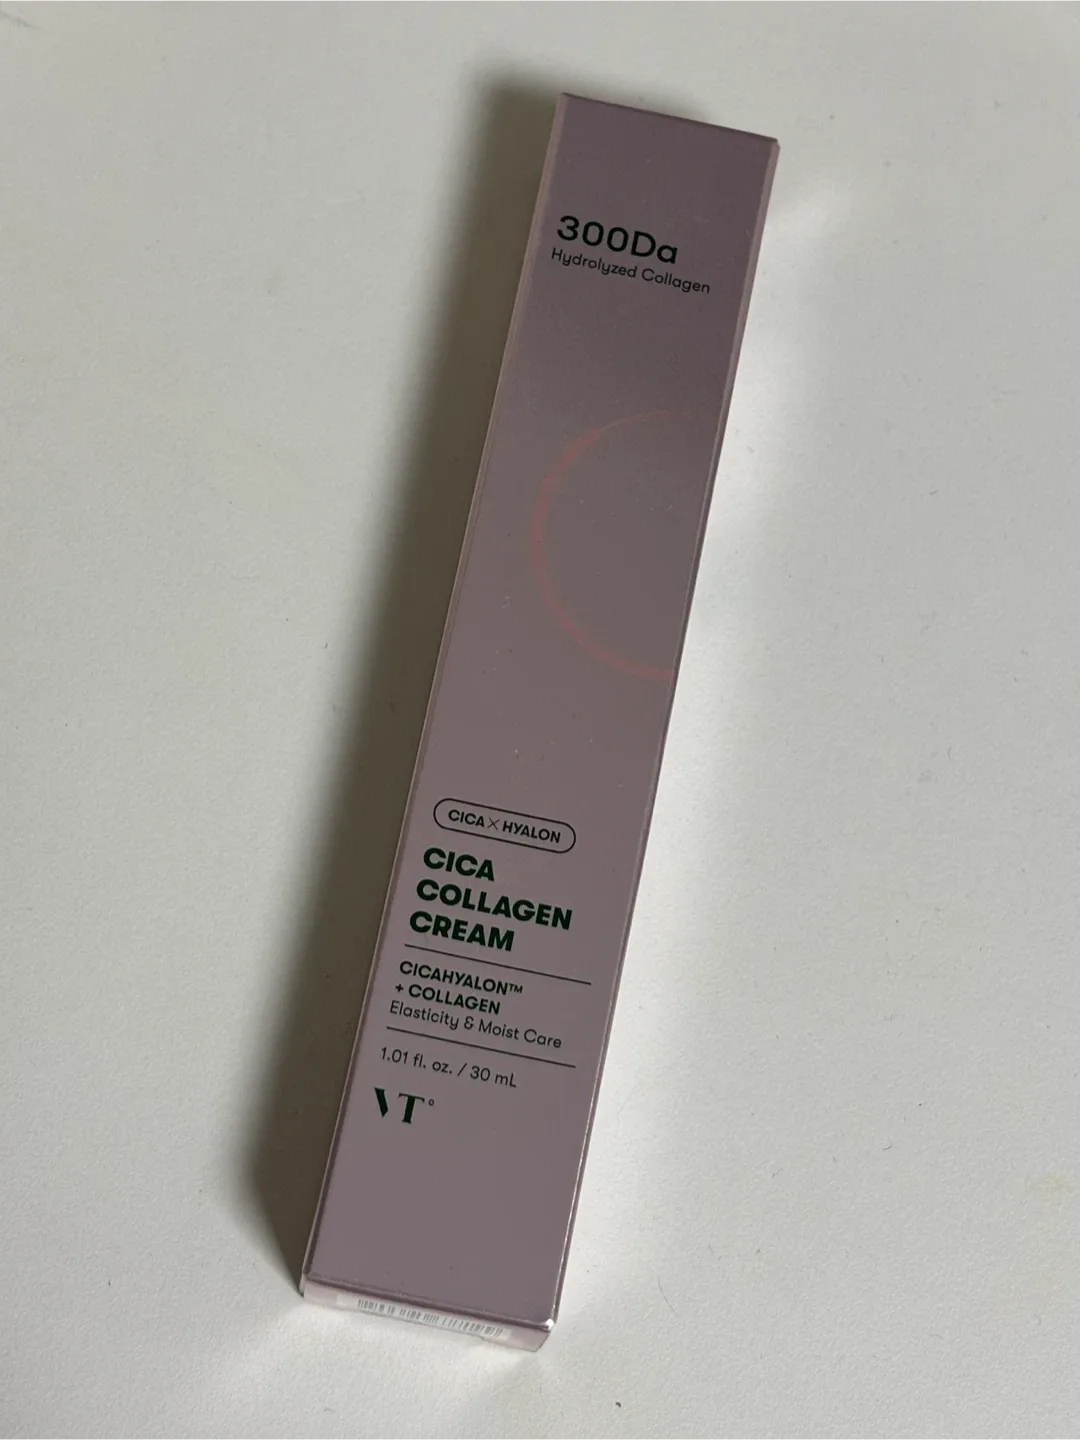 300Da
Hydrolyzed Collagen
CICA×HYALON
CICA
COLLAGEN
CREAM
CICAHYALON™
+ COLLAGEN
Elasticity & Moist Care
1.01 fl. oz. / 30 mL
VT°